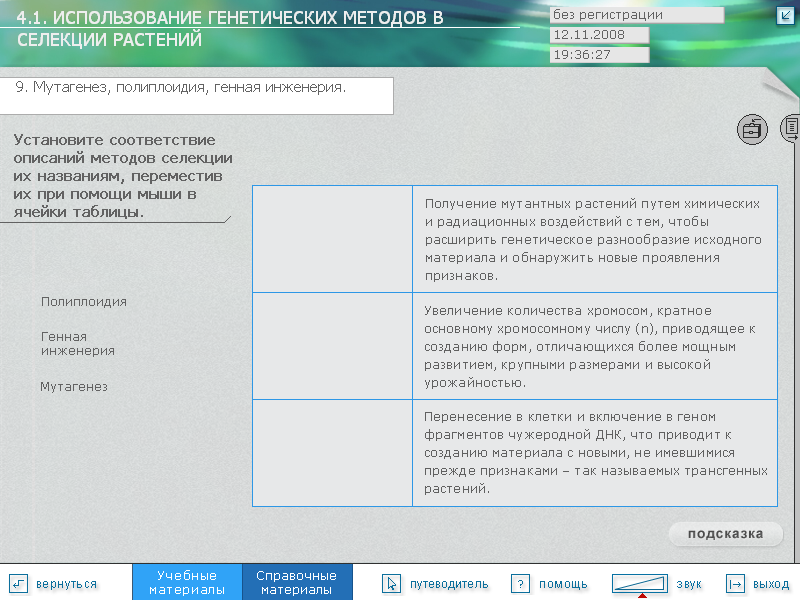 4.1. ИСПОЛЬЗОВАНИЕ ГЕНЕТИЧЕСКИХ МЕТОДОВ В
СЕЛЕКЦИИ РАСТЕНИЙ
без регистрации
12.11.2008
19:36:27
9. Мутагенез, полиплоидия, генная инженерия.
Установите соответствие
описаний методов селекции
их названиям, переместив
их при помощи мыши в
ячейки таблицы.
Полиплоидия
Генная
инженерия
Мутагенез
Получение мутантных растений путем химических
и радиационных воздействий с тем, чтобы
расширить генетическое разнообразие исходного
материала и обнаружить новые проявления
признаков.
Увеличение количества хромосом, кратное
основному хромосомному числу (n), приводящее к
созданию форм, отличающихся более мощным
развитием, крупными размерами и высокой
урожайностью.
Перенесение в клетки и включение в геном
фрагментов чужеродной ДНК, что приводит к
созданию материала с новыми, не имевшимися
прежде признаками – так называемых трансгенных
растений.
подсказка
вернуться
Учебные
материалы
Справочные
материалы
путеводитель
? помощь
звук
выход